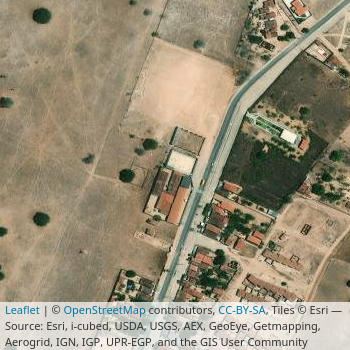 Leaflet | © OpenStreetMap contributors, CC-BY-SA, Tiles © Esri —
Source: Esri, i-cubed, USDA, USGS, AEX, GeoEye, Getmapping,
Aerogrid, IGN, IGP, UPR-EGP, and the GIS User Community